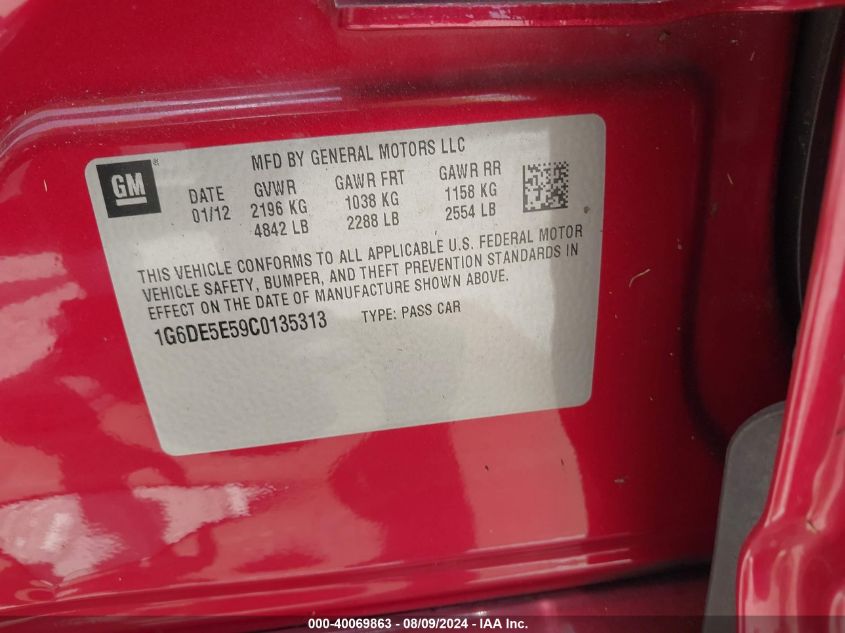 GM
®
MFD BY GENERAL MOTORS LLC
DATE GVWR GAWR FRT GAWR RR
01/12 2196 KG 1038 KG 1158 KG
4842 LB 2288 LB 2554 LB
THIS VEHICLE CONFORMS TO ALL APPLICABLE U.S. FEDERAL MOTOR
VEHICLE SAFETY, BUMPER, AND THEFT PREVENTION STANDARDS IN
EFFECT ON THE DATE OF MANUFACTURE SHOWN ABOVE.
1G6DE5E59C0135313 TYPE: PASS CAR
000-40069863 - 08/09/2024 - IAA Inc.